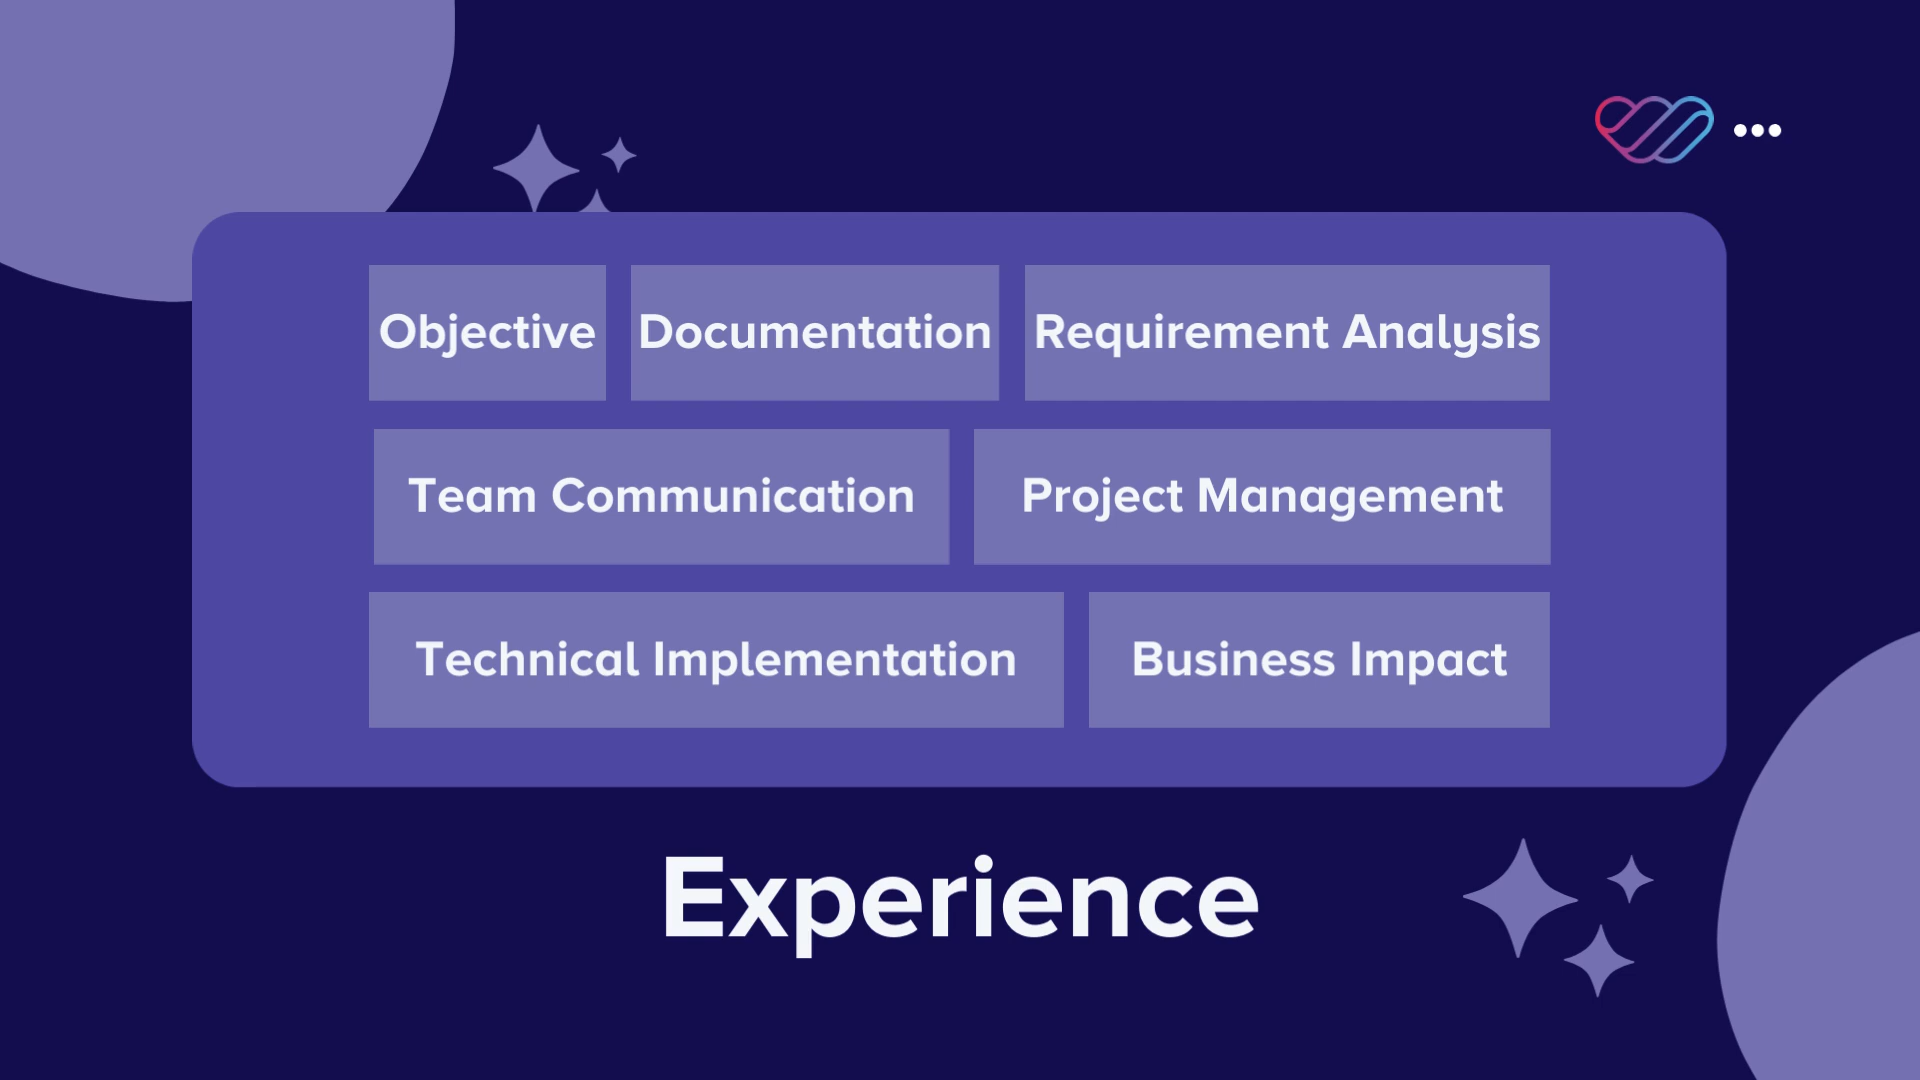 Objective Documentation Requirement Analysis
Team Communication Project Management
Technical Implementation Business Impact
Experience